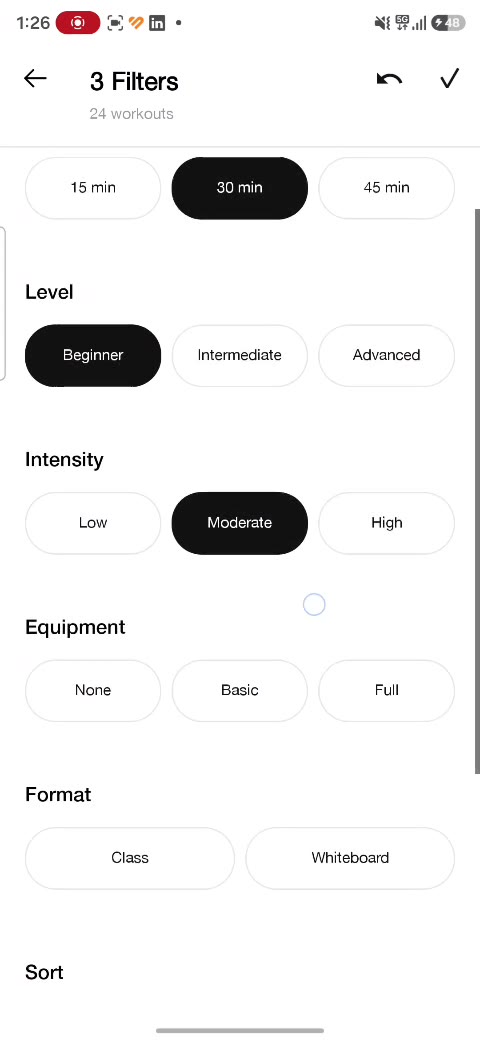 1:26
5G
48
3 Filters
24 workouts
15 min
30 min
45 min
Level
Beginner
Intermediate
Advanced
Intensity
Low
Moderate
High
Equipment
None
Basic
Full
Format
Class
Whiteboard
Sort